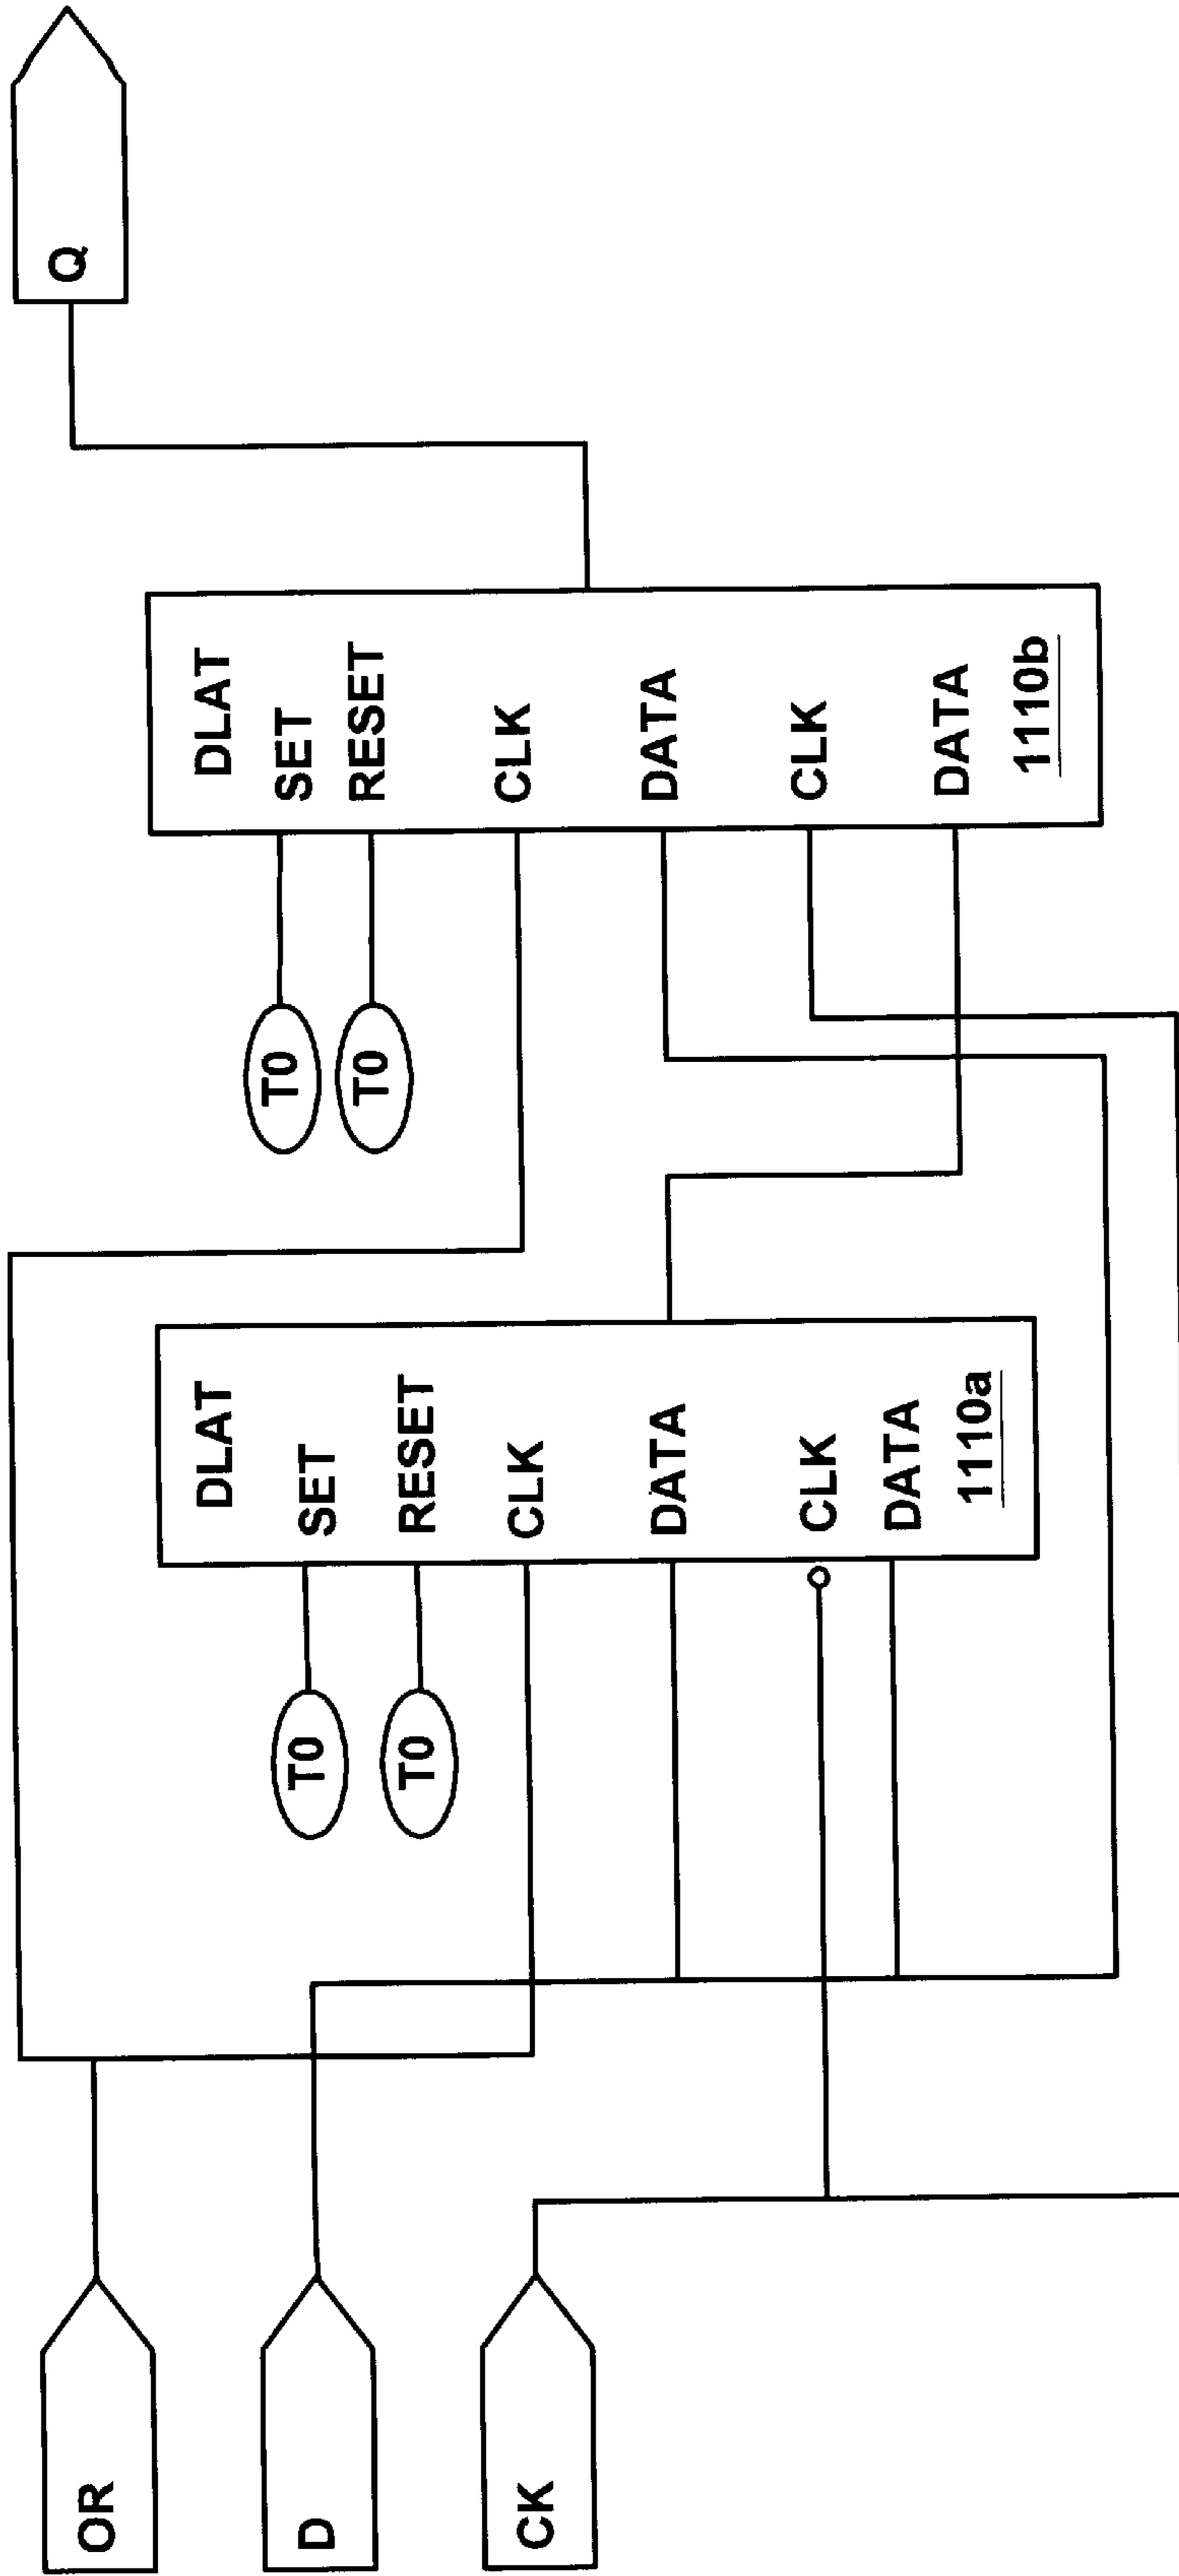 OR
D
CK
T0
T0
DLAT
SET
RESET
CLK
DATA
CLK
DATA
1110a
T0
T0
DLAT
SET
RESET
CLK
DATA
CLK
DATA
1110b
Q